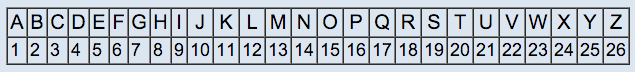 A B C D E F G H I J K L M N O P Q R S T U V W X Y Z
1 2 3 4 5 6 7 8 9 10 11 12 13 14 15 16 17 18 19 20 21 22 23 24 25 26